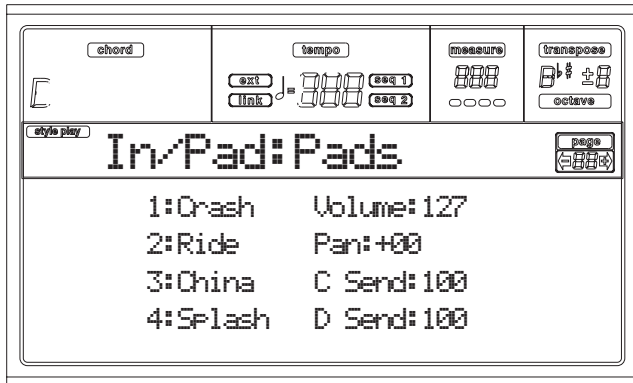 chord tempo measure transpose
ext seq 1
link seq 2
octave
style play In/Pad:Pads page
1:Crash Volume:127
2:Ride Pan:+00
3:China C Send:100
4:Splash D Send:100